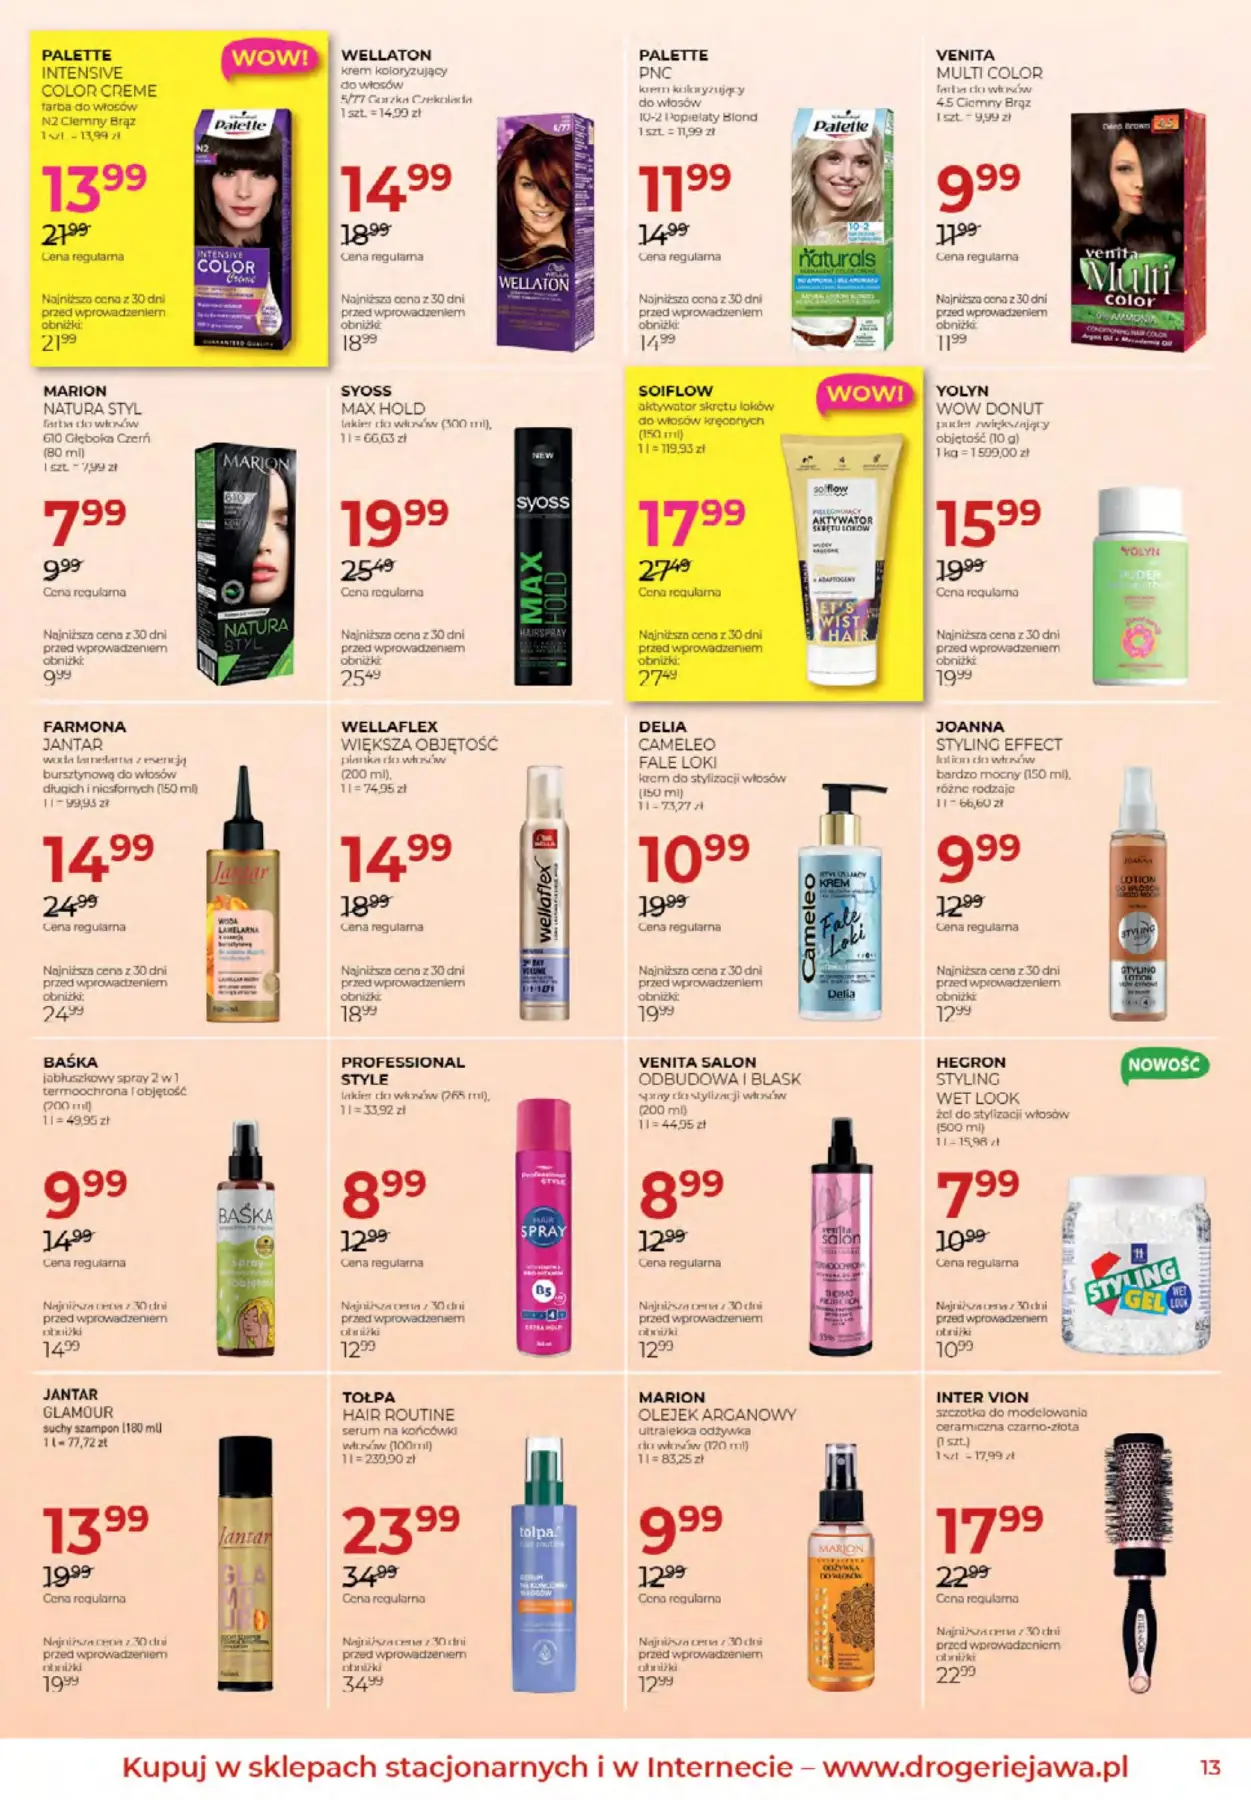 PALETTE
INTENSIVE
COLOR CREME
farba do włosów
N2 Ciemny Brąz
1 szt. = 13,99 zł
WOW!
13 99
21 99
Cena regularna
Najniższa cena z 30 dni
przed wprowadzeniem
obniżki:
21 99
WELLATON
krem koloryzujący
do włosów
5/77 Gorzka Czekolada
1 szt. = 14,99 zł
14 99
18 99
Cena regularna
Najniższa cena z 30 dni
przed wprowadzeniem
obniżki:
18 99
PALETTE
PNC
krem koloryzujący
do włosów
10-2 Popielaty Blond
1 szt. = 11,99 zł
11 99
14 99
Cena regularna
Najniższa cena z 30 dni
przed wprowadzeniem
obniżki:
14 99
VENITA
MULTI COLOR
farba do włosów
4.5 Ciemny Brąz
1 szt. = 9,99 zł
9 99
11 99
Cena regularna
Najniższa cena z 30 dni
przed wprowadzeniem
obniżki:
11 99
MARION
NATURA STYL
farba do włosów
610 Głęboka Czerń
(80 ml)
1 szt. = 7,99 zł
7 99
9 99
Cena regularna
Najniższa cena z 30 dni
przed wprowadzeniem
obniżki:
9 99
SYOSS
MAX HOLD
lakier do włosów (300 ml),
1 l = 66,63 zł
19 99
25 49
Cena regularna
Najniższa cena z 30 dni
przed wprowadzeniem
obniżki:
25 49
SOIFLOW
aktywator skrętu loków
do włosów kręconych
(150 ml)
1 l = 119,93 zł
WOW!
17 99
27 49
Cena regularna
Najniższa cena z 30 dni
przed wprowadzeniem
obniżki:
27 49
YOLYN
WOW DONUT
puder zwiększający
objętość (10 g)
1 kg = 1 599,00 zł
15 99
19 99
Cena regularna
Najniższa cena z 30 dni
przed wprowadzeniem
obniżki:
19 99
FARMONA
JANTAR
woda lamelarna z esencją
bursztynową do włosów
długich i niesfornych (150 ml)
1 l = 99,93 zł
14 99
24 99
Cena regularna
Najniższa cena z 30 dni
przed wprowadzeniem
obniżki:
24 99
WELLAFLEX
WIĘKSZA OBJĘTOŚĆ
pianka do włosów
(200 ml),
1 l = 74,95 zł
14 99
18 99
Cena regularna
Najniższa cena z 30 dni
przed wprowadzeniem
obniżki:
18 99
DELIA
CAMELEO
FALE LOKI
krem do stylizacji włosów
(150 ml)
1 l = 73,27 zł
10 99
19 99
Cena regularna
Najniższa cena z 30 dni
przed wprowadzeniem
obniżki:
19 99
JOANNA
STYLING EFFECT
lotion do włosów
bardzo mocny (150 ml),
różne rodzaje
1 l = 66,60 zł
9 99
12 99
Cena regularna
Najniższa cena z 30 dni
przed wprowadzeniem
obniżki:
12 99
BAŚKA
jabłuszkowy spray 2 w 1
termoochrona i objętość
(200 ml)
1 l = 49,95 zł
9 99
14 99
Cena regularna
Najniższa cena z 30 dni
przed wprowadzeniem
obniżki
14 99
PROFESSIONAL
STYLE
lakier do włosów (265 ml),
1 l = 33,92 zł
8 99
12 99
Cena regularna
Najniższa cena z 30 dni
przed wprowadzeniem
obniżki
12 99
VENITA SALON
ODBUDOWA I BLASK
spray do stylizacji włosów
(200 ml)
1 l = 44,95 zł
8 99
12 99
Cena regularna
Najniższa cena z 30 dni
przed wprowadzeniem
obniżki
12 99
HEGRON
STYLING
WET LOOK
żel do stylizacji włosów
(500 ml)
1 l = 15,98 zł
NOWOŚĆ
7 99
10 99
Cena regularna
Najniższa cena z 30 dni
przed wprowadzeniem
obniżki
10 99
JANTAR
GLAMOUR
suchy szampon (180 ml)
1 l = 77,72 zł
13 99
19 99
Cena regularna
Najniższa cena z 30 dni
przed wprowadzeniem
obniżki
19 99
TOŁPA
HAIR ROUTINE
serum na końcówki
włosów (100ml)
1 l = 239,90 zł
23 99
34 99
Cena regularna
Najniższa cena z 30 dni
przed wprowadzeniem
obniżki
34 99
MARION
OLEJEK ARGANOWY
ultralekka odżywka
do włosów (120 ml)
1 l = 83,25 zł
9 99
12 99
Cena regularna
Najniższa cena z 30 dni
przed wprowadzeniem
obniżki
12 99
INTER VION
szczotka do modelowania
ceramiczna czarno-złota
(1 szt.)
1 szt. = 17,99 zł
17 99
22 99
Cena regularna
Najniższa cena z 30 dni
przed wprowadzeniem
obniżki
22 99
Kupuj w sklepach stacjonarnych i w Internecie – www.drogeriejawa.pl
13